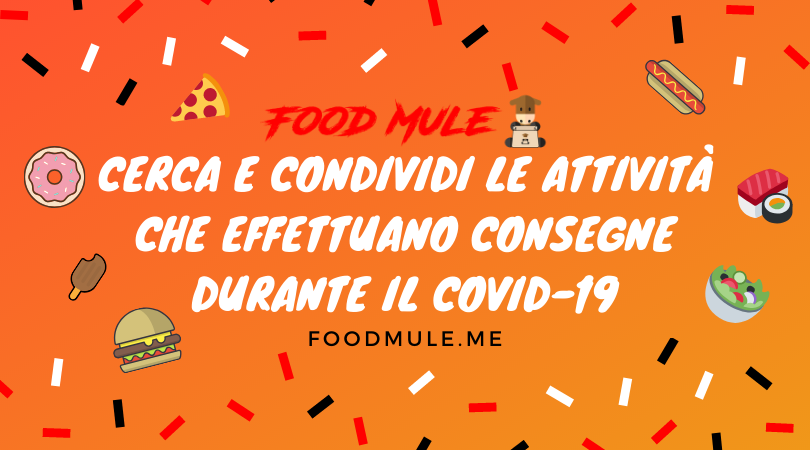 FOOD MULE
CERCA E CONDIVIDI LE ATTIVITÀ
CHE EFFETTUANO CONSEGNE
DURANTE IL COVID-19
FOODMULE.ME